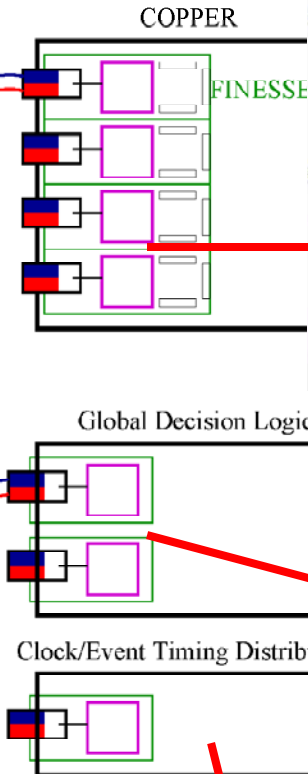 COPPER
FINESSE
Global Decision Logic
Clock/Event Timing Distrib